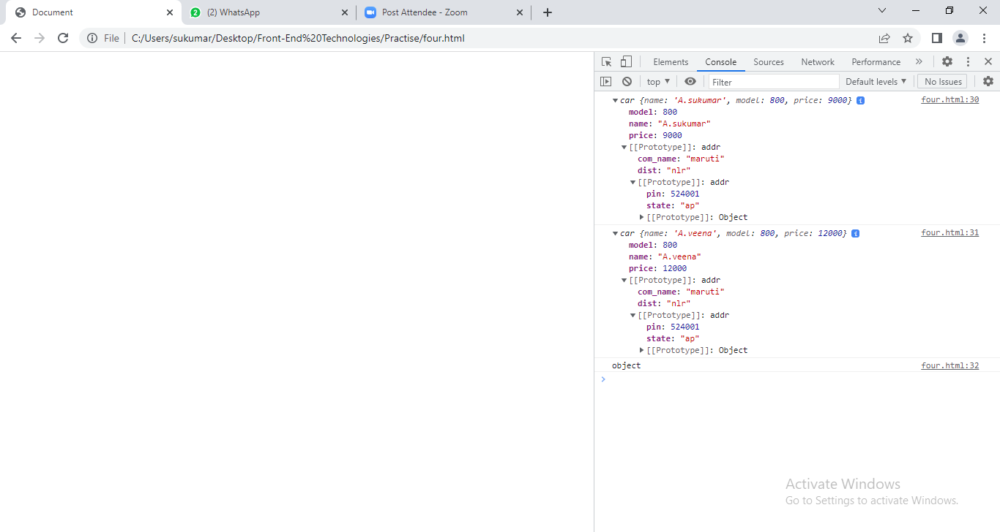 Document
2 (2) WhatsApp
Post Attendee - Zoom
File C:/Users/sukumar/Desktop/Front-End%20Technologies/Practise/four.html
Elements Console Sources Network Performance »
top ▼ Filter Default levels ▼ No Issues
▼car {name: 'A.sukumar', model: 800, price: 9000} i four.html:30
model: 800
name: "A.sukumar"
price: 9000
▼[[Prototype]]: addr
com_name: "maruti"
dist: "nlr"
▼[[Prototype]]: addr
pin: 524001
state: "ap"
▶[[Prototype]]: Object
▼car {name: 'A.veena', model: 800, price: 12000} i four.html:31
model: 800
name: "A.veena"
price: 12000
▼[[Prototype]]: addr
com_name: "maruti"
dist: "nlr"
▼[[Prototype]]: addr
pin: 524001
state: "ap"
▶[[Prototype]]: Object
object four.html:32
Activate Windows
Go to Settings to activate Windows.